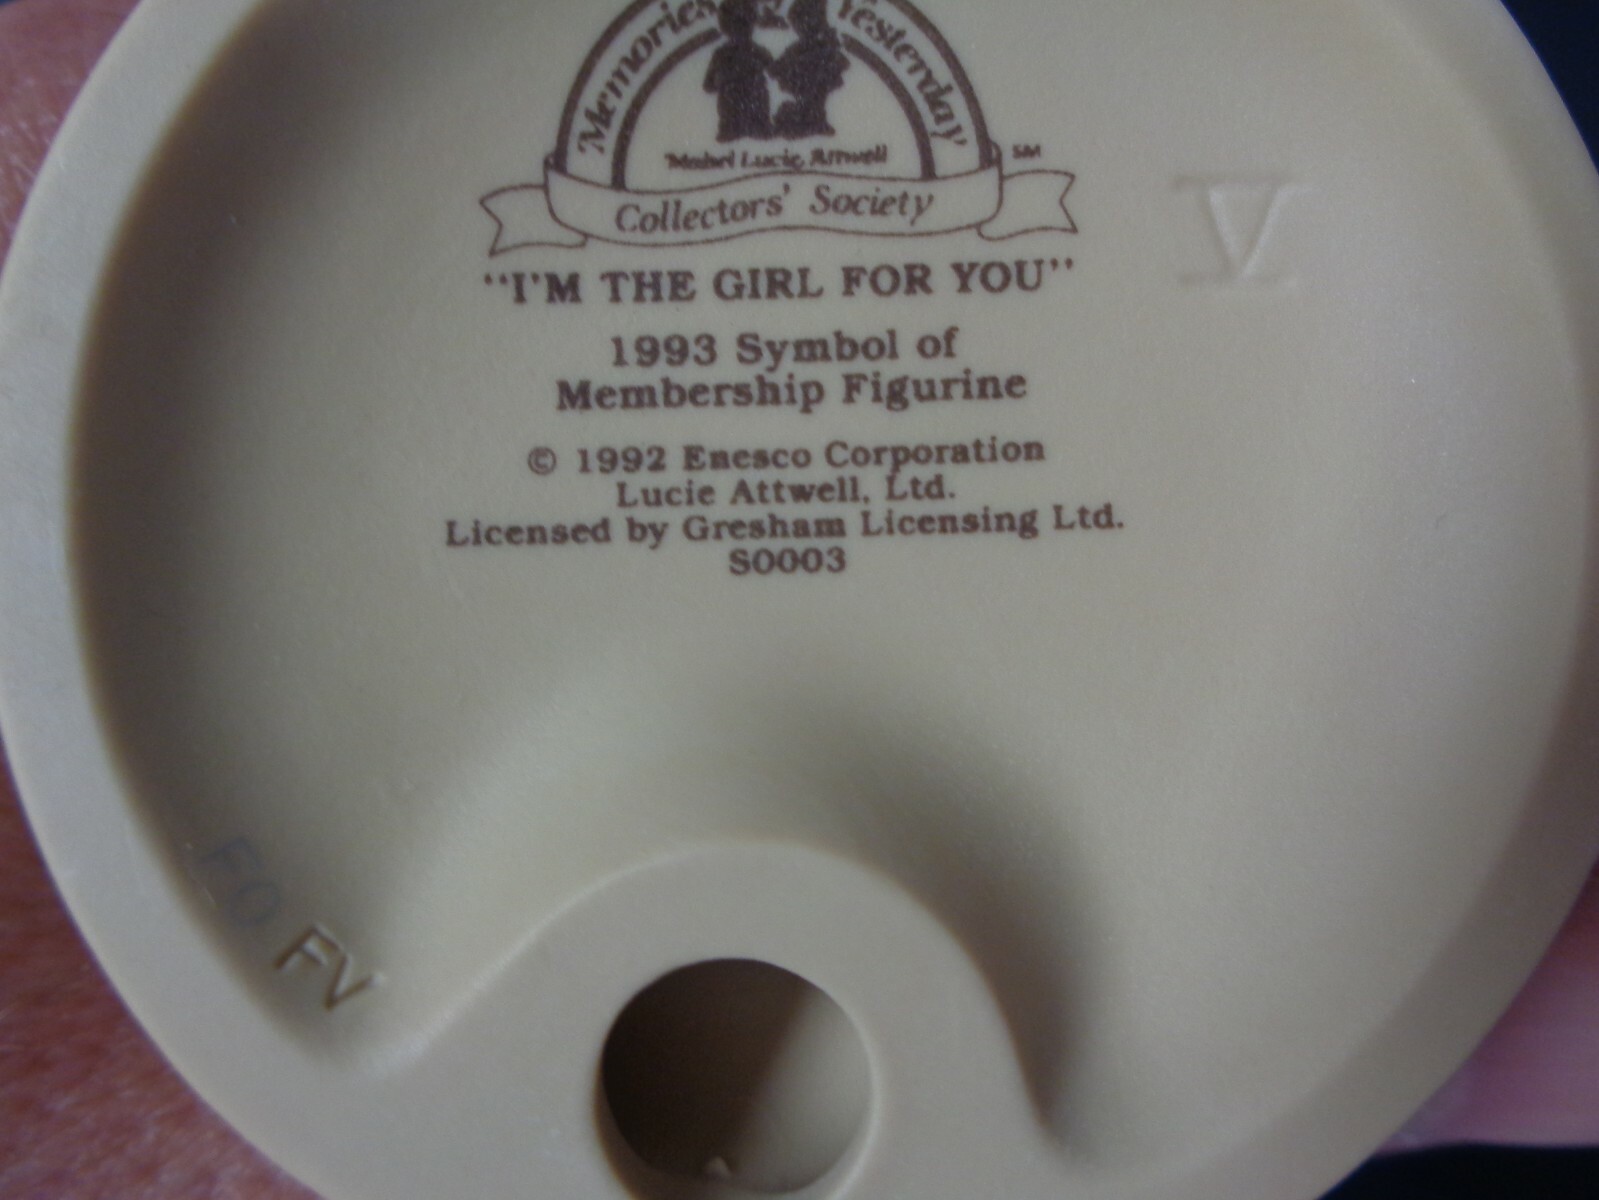 Memories Yesterday
Mabel Lucie Attwell
SM
Collectors' Society
V
"I'M THE GIRL FOR YOU"
1993 Symbol of
Membership Figurine
© 1992 Enesco Corporation
Lucie Attwell, Ltd.
Licensed by Gresham Licensing Ltd.
S0003
FO
FV